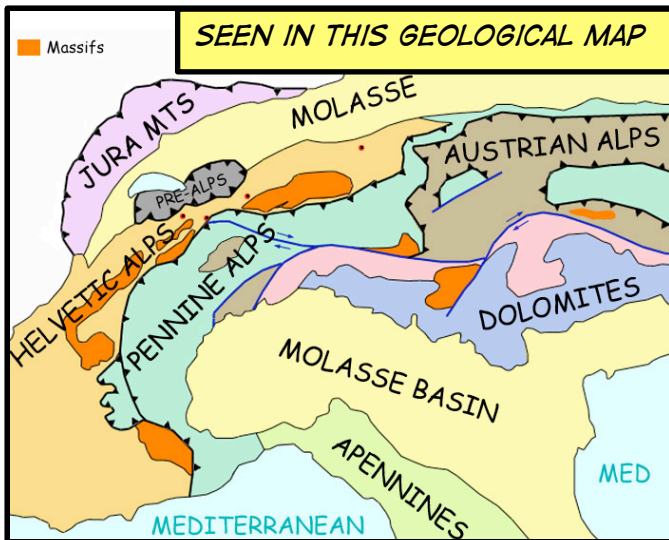 SEEN IN THIS GEOLOGICAL MAP
Massifs
MOLASSE
JURA MTS
AUSTRIAN ALPS
PRE-ALPS
HELVETIC ALPS
PENNINE ALPS
DOLOMITES
MOLASSE BASIN
APENNINES
MED
MEDITERRANEAN